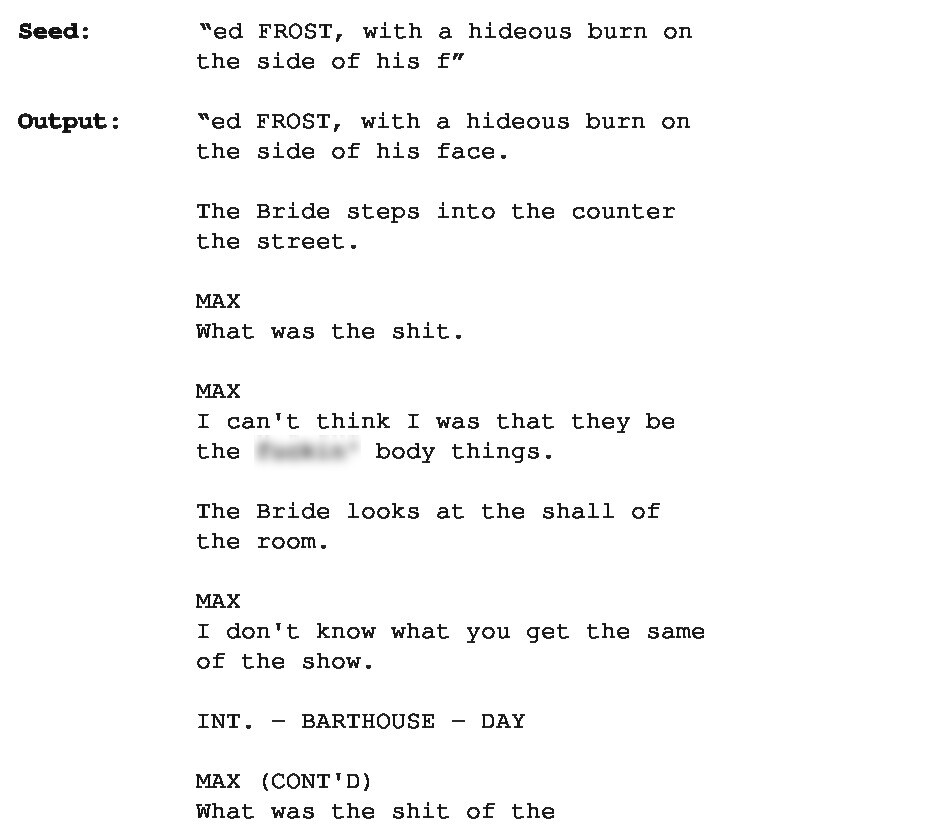 Seed: “ed FROST, with a hideous burn on
the side of his f”
Output: “ed FROST, with a hideous burn on
the side of his face.
The Bride steps into the counter
the street.
MAX
What was the shit.
MAX
I can't think I was that they be
the body things.
The Bride looks at the shall of
the room.
MAX
I don't know what you get the same
of the show.
INT. — BARTHOUSE — DAY
MAX (CONT'D)
What was the shit of the